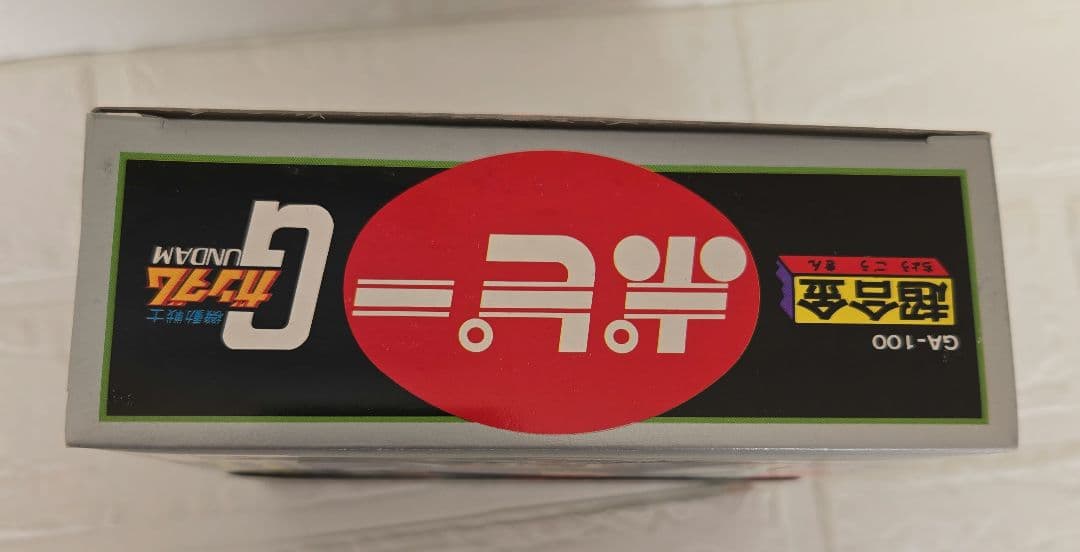 GA-100
超合金
ちょうごうきん
ポピー
機動戦士
ガンダム
GUNDAM